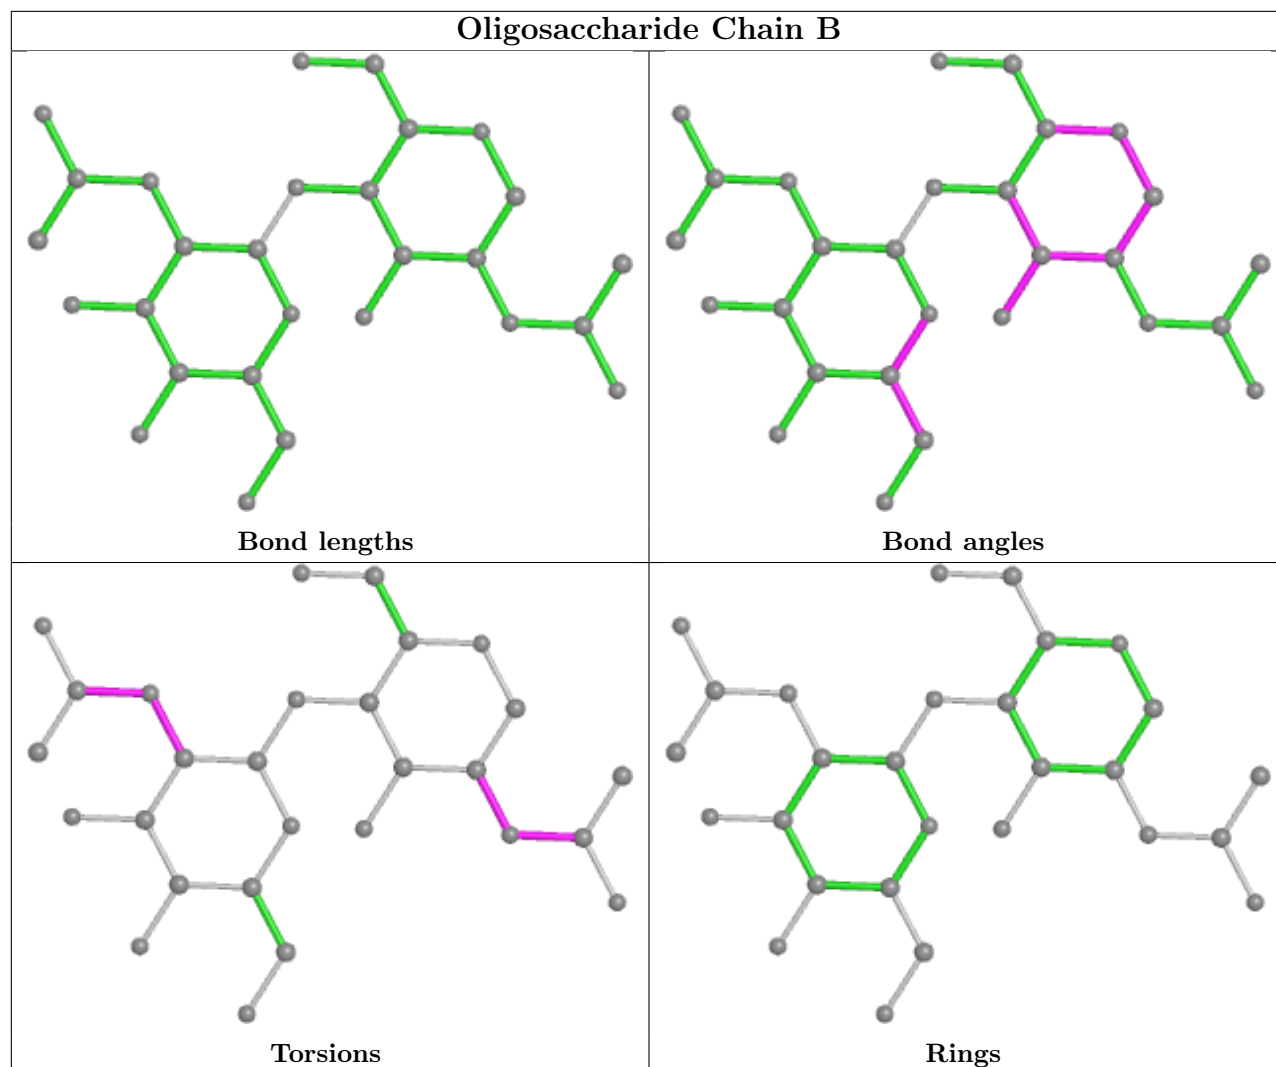 Oligosaccharide Chain B
Bond lengths
Bond angles
Torsions
Rings